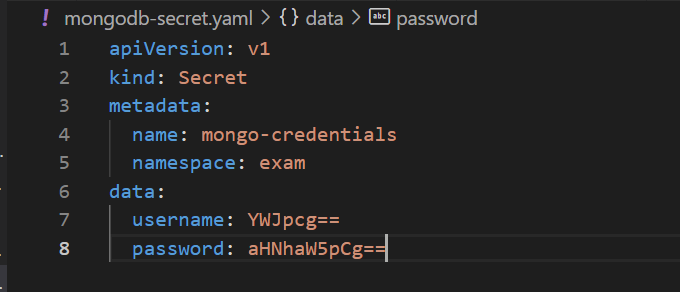 ! mongodb-secret.yaml > {} data > abc password
1 apiVersion: v1
2 kind: Secret
3 metadata:
4   name: mongo-credentials
5   namespace: exam
6 data:
7   username: YWJpcg==
8   password: aHNhaW5pCg==